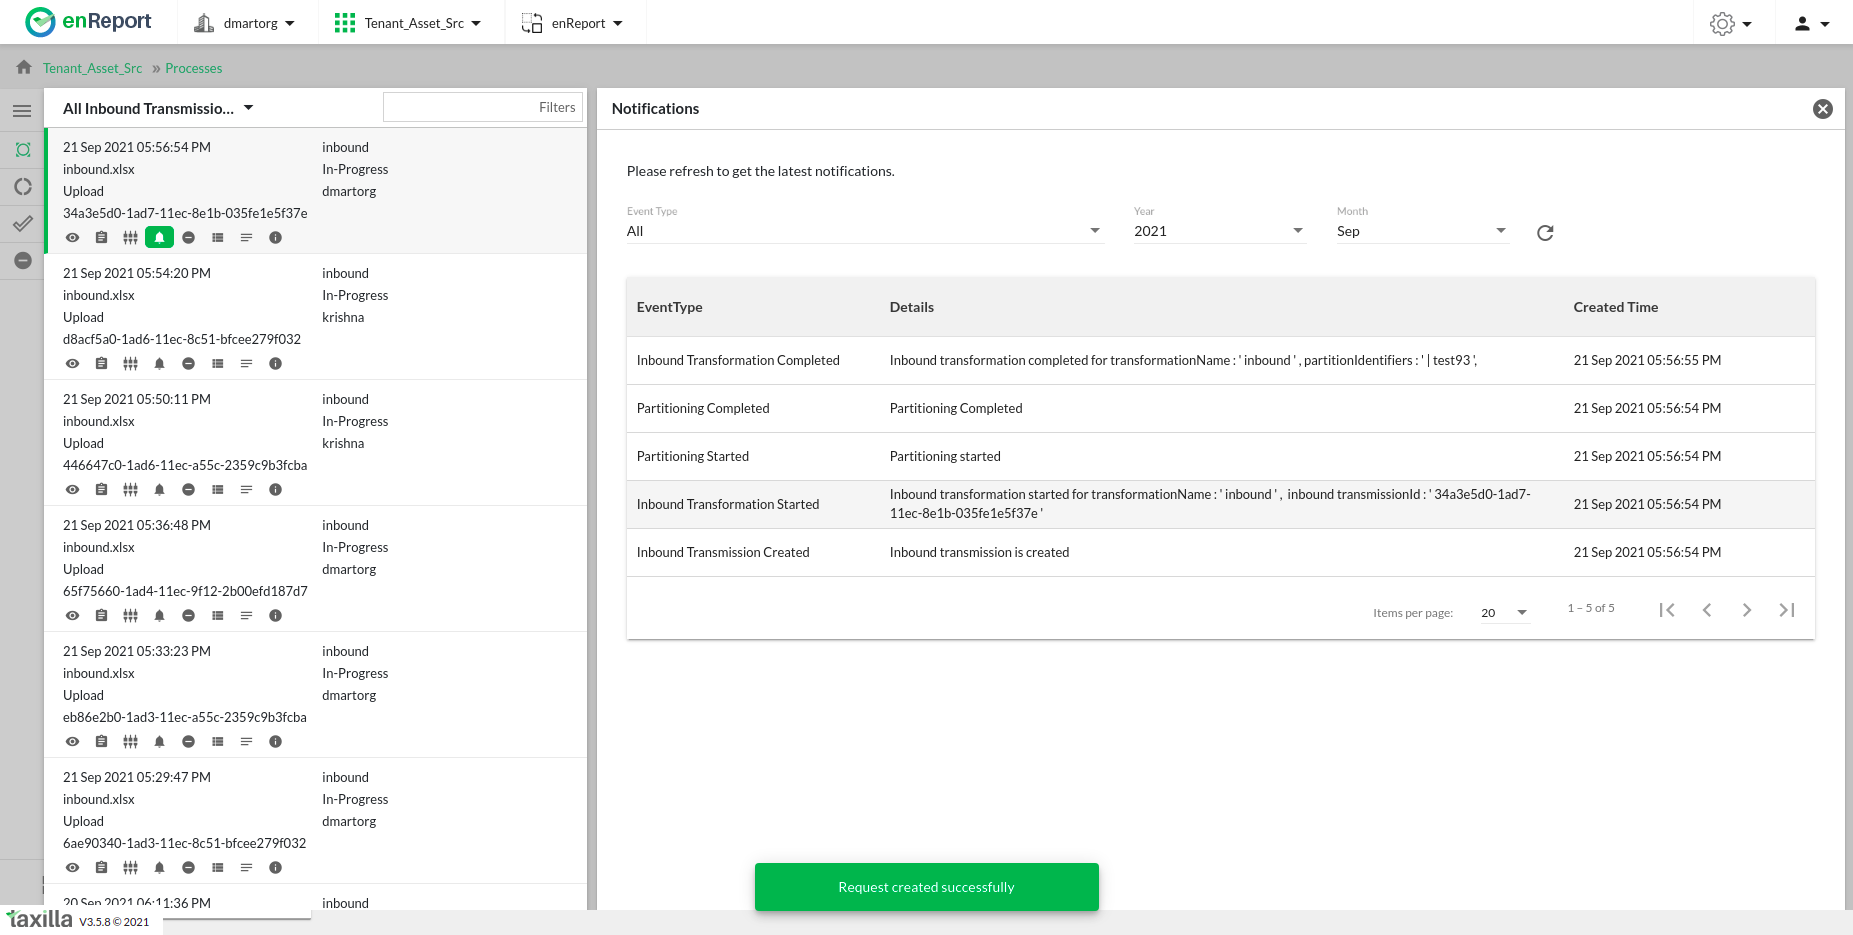 enReport
dmartorg
Tenant_Asset_Src
enReport
Tenant_Asset_Src » Processes
All Inbound Transmissio...
Filters
21 Sep 2021 05:56:54 PM inbound
inbound.xlsx In-Progress
Upload dmartorg
34a3e5d0-1ad7-11ec-8e1b-035fe1e5f37e
21 Sep 2021 05:54:20 PM inbound
inbound.xlsx In-Progress
Upload krishna
d8acf5a0-1ad6-11ec-8c51-bfcee279f032
21 Sep 2021 05:50:11 PM inbound
inbound.xlsx In-Progress
Upload krishna
446647c0-1ad6-11ec-a55c-2359c9b3fcba
21 Sep 2021 05:36:48 PM inbound
inbound.xlsx In-Progress
Upload dmartorg
65f75660-1ad4-11ec-9f12-2b00efd187d7
21 Sep 2021 05:33:23 PM inbound
inbound.xlsx In-Progress
Upload dmartorg
eb86e2b0-1ad3-11ec-a55c-2359c9b3fcba
21 Sep 2021 05:29:47 PM inbound
inbound.xlsx In-Progress
Upload dmartorg
6ae90340-1ad3-11ec-8c51-bfcee279f032
20 Sep 2021 06:11:36 PM inbound
taxilla V3.5.8 © 2021
Notifications
Please refresh to get the latest notifications.
Event Type Year Month
All 2021 Sep
EventType Details Created Time
Inbound Transformation Completed Inbound transformation completed for transformationName : ' inbound ' , partitionIdentifiers : ' | test93 ', 21 Sep 2021 05:56:55 PM
Partitioning Completed Partitioning Completed 21 Sep 2021 05:56:54 PM
Partitioning Started Partitioning started 21 Sep 2021 05:56:54 PM
Inbound Transformation Started Inbound transformation started for transformationName : ' inbound ' , inbound transmissionId : ' 34a3e5d0-1ad7-
11ec-8e1b-035fe1e5f37e ' 21 Sep 2021 05:56:54 PM
Inbound Transmission Created Inbound transmission is created 21 Sep 2021 05:56:54 PM
Items per page: 20 1 – 5 of 5
Request created successfully